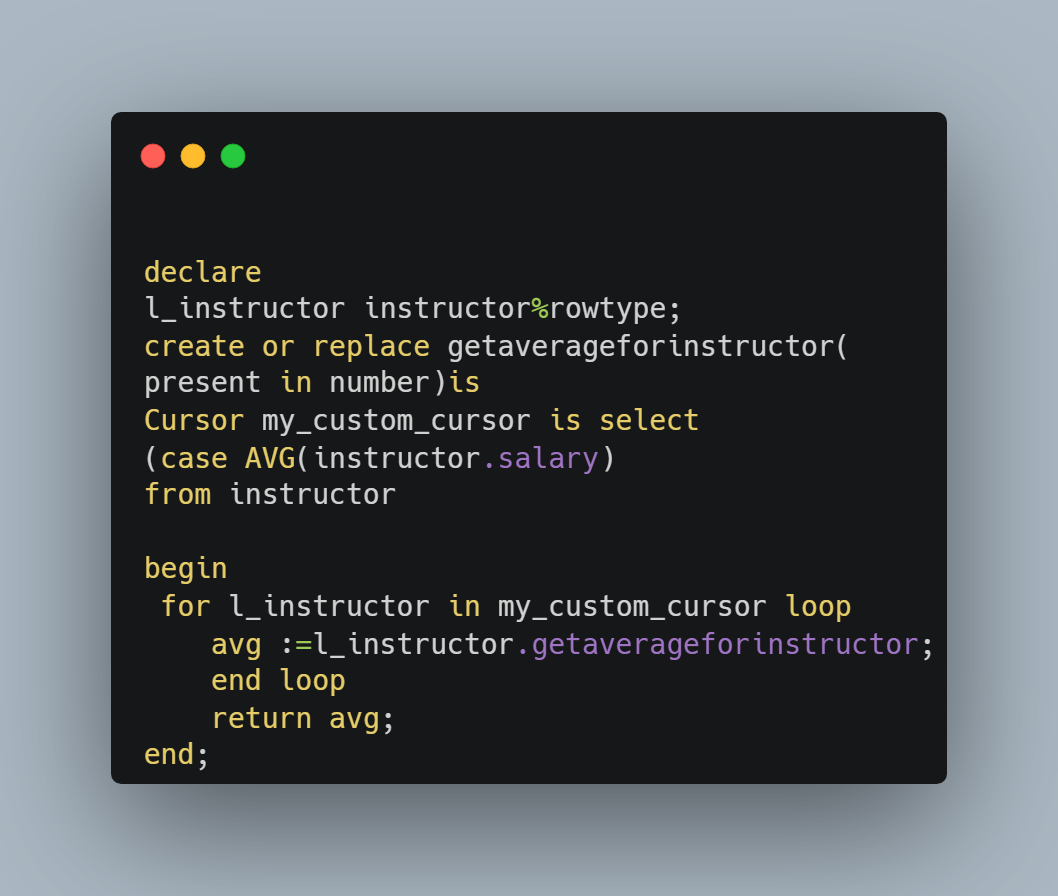 declare
l_instructor instructor%rowtype;
create or replace getaverageforinstructor(
present in number)is
Cursor my_custom_cursor is select
(case AVG(instructor.salary)
from instructor
begin
for l_instructor in my_custom_cursor loop
avg :=l_instructor.getaverageforinstructor;
end loop
return avg;
end;